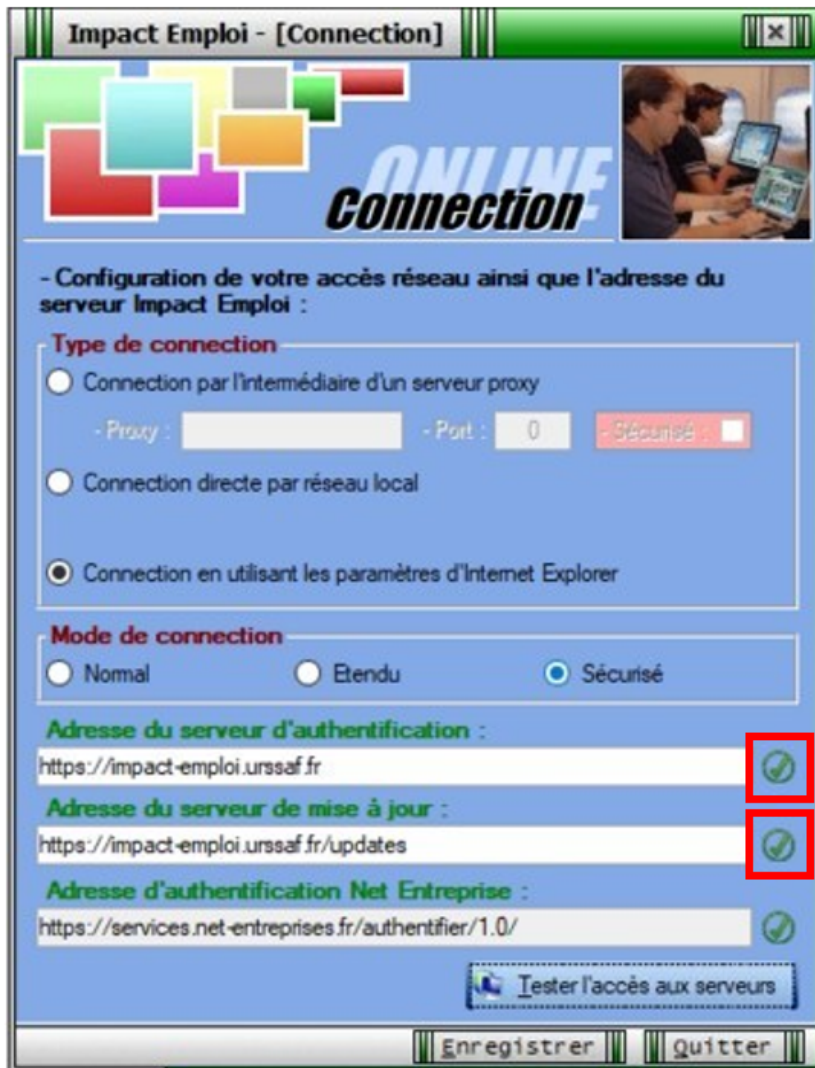 Impact Emploi - [Connection]
ONLINE
Connection
- Configuration de votre accès réseau ainsi que l'adresse du
serveur Impact Emploi :
Type de connection
Connection par l'intermédiaire d'un serveur proxy
- Proxy :
- Port : 0
- Sécurisé :
Connection directe par réseau local
Connection en utilisant les paramètres d'Internet Explorer
Mode de connection
Normal
Etendu
Sécurisé
Adresse du serveur d'authentification :
https://impact-emploi.urssaf.fr
Adresse du serveur de mise à jour :
https://impact-emploi.urssaf.fr/updates
Adresse d'authentification Net Entreprise :
https://services.net-entreprises.fr/authentifier/1.0/
Tester l'accès aux serveurs
Enregistrer
Quitter